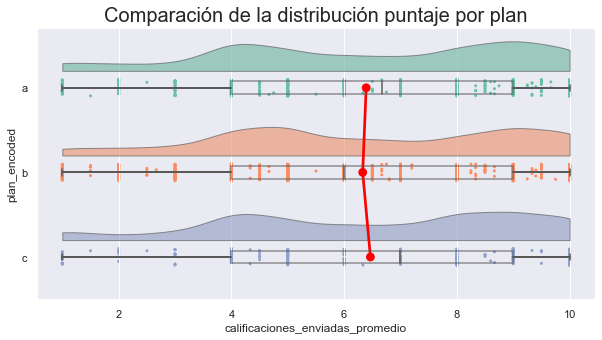 Comparación de la distribución puntaje por plan
plan_encoded
a
b
c
2 4 6 8 10
calificaciones_enviadas_promedio